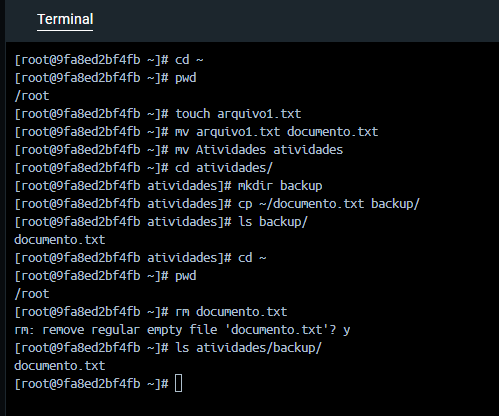 Terminal
[root@9fa8ed2bf4fb ~]# cd ~
[root@9fa8ed2bf4fb ~]# pwd
/root
[root@9fa8ed2bf4fb ~]# touch arquivo1.txt
[root@9fa8ed2bf4fb ~]# mv arquivo1.txt documento.txt
[root@9fa8ed2bf4fb ~]# mv Atividades atividades
[root@9fa8ed2bf4fb ~]# cd atividades/
[root@9fa8ed2bf4fb atividades]# mkdir backup
[root@9fa8ed2bf4fb atividades]# cp ~/documento.txt backup/
[root@9fa8ed2bf4fb atividades]# ls backup/
documento.txt
[root@9fa8ed2bf4fb atividades]# cd ~
[root@9fa8ed2bf4fb ~]# pwd
/root
[root@9fa8ed2bf4fb ~]# rm documento.txt
rm: remove regular empty file 'documento.txt'? y
[root@9fa8ed2bf4fb ~]# ls atividades/backup/
documento.txt
[root@9fa8ed2bf4fb ~]#